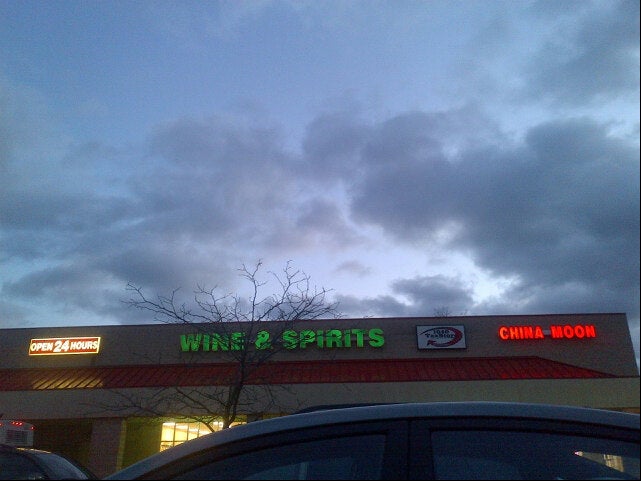 OPEN 24 HOURS
WINE & SPIRITS
CHINA MOON